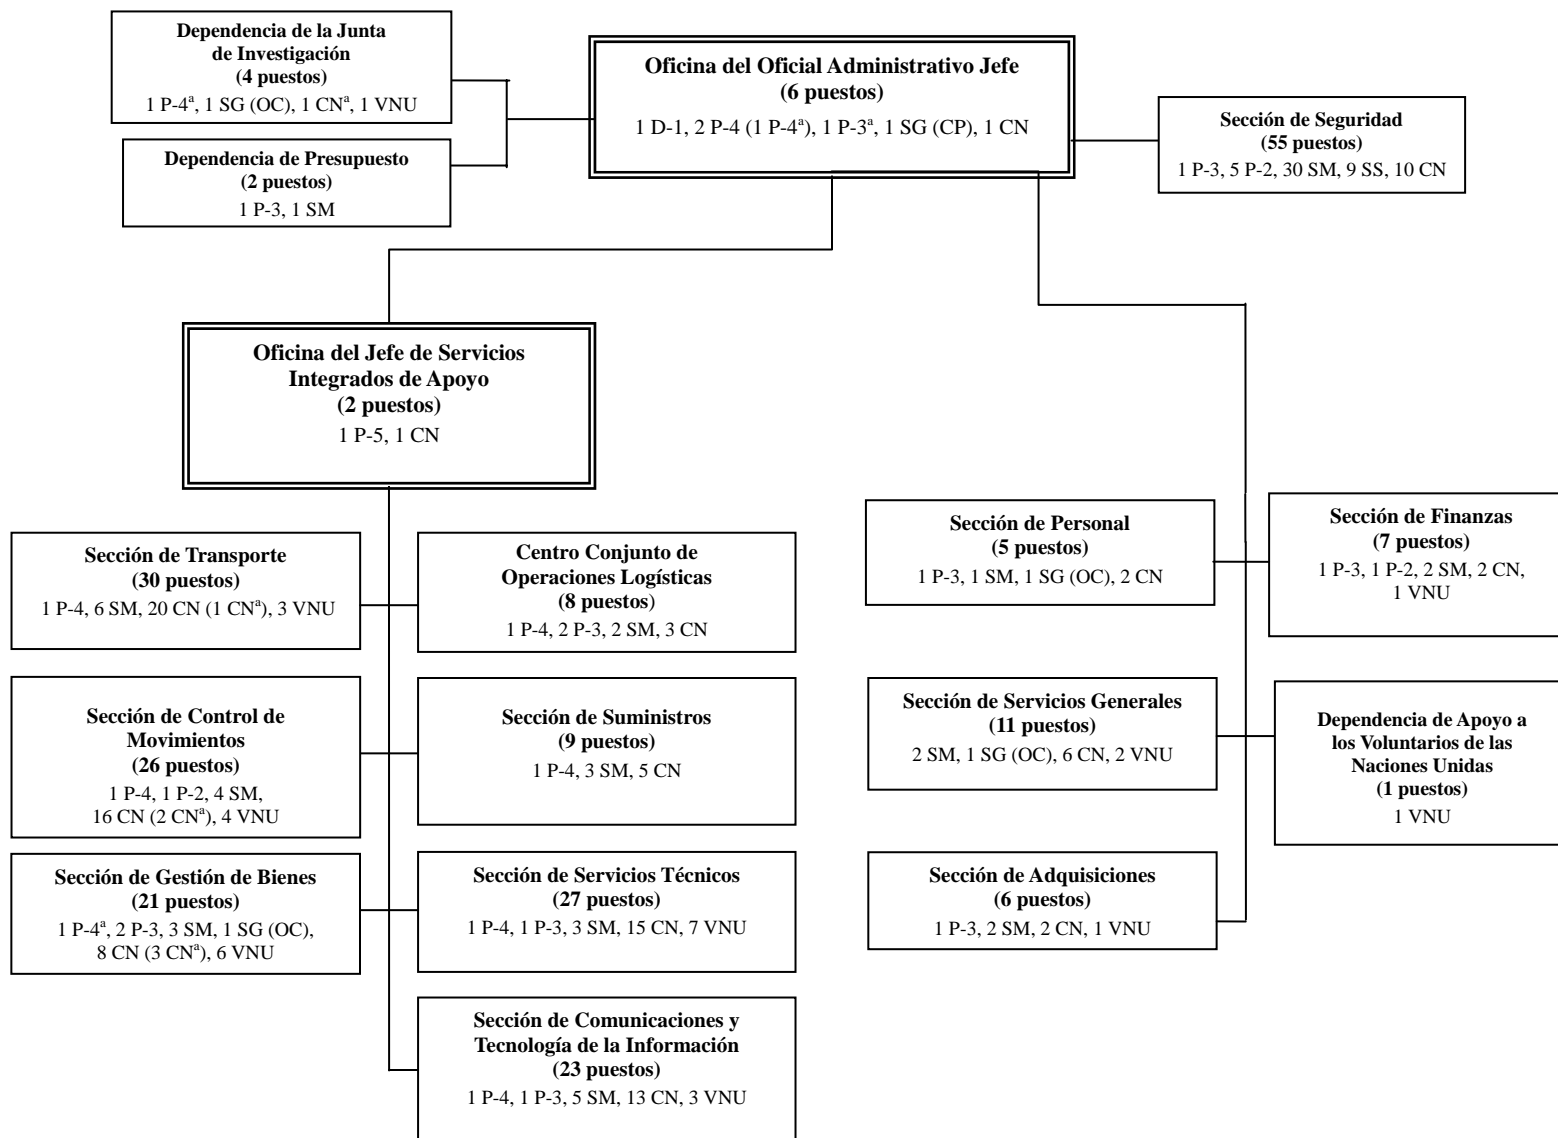 Dependencia de la Junta
de Investigación
(4 puestos)
1 P-4ª, 1 SG (OC), 1 CNª, 1 VNU
Dependencia de Presupuesto
(2 puestos)
1 P-3, 1 SM
Oficina del Oficial Administrativo Jefe
(6 puestos)
1 D-1, 2 P-4 (1 P-4ª), 1 P-3ª, 1 SG (CP), 1 CN
Sección de Seguridad
(55 puestos)
1 P-3, 5 P-2, 30 SM, 9 SS, 10 CN
Oficina del Jefe de Servicios
Integrados de Apoyo
(2 puestos)
1 P-5, 1 CN
Sección de Transporte
(30 puestos)
1 P-4, 6 SM, 20 CN (1 CNª), 3 VNU
Centro Conjunto de
Operaciones Logísticas
(8 puestos)
1 P-4, 2 P-3, 2 SM, 3 CN
Sección de Control de
Movimientos
(26 puestos)
1 P-4, 1 P-2, 4 SM,
16 CN (2 CNª), 4 VNU
Sección de Suministros
(9 puestos)
1 P-4, 3 SM, 5 CN
Sección de Gestión de Bienes
(21 puestos)
1 P-4ª, 2 P-3, 3 SM, 1 SG (OC),
8 CN (3 CNª), 6 VNU
Sección de Servicios Técnicos
(27 puestos)
1 P-4, 1 P-3, 3 SM, 15 CN, 7 VNU
Sección de Comunicaciones y
Tecnología de la Información
(23 puestos)
1 P-4, 1 P-3, 5 SM, 13 CN, 3 VNU
Sección de Personal
(5 puestos)
1 P-3, 1 SM, 1 SG (OC), 2 CN
Sección de Finanzas
(7 puestos)
1 P-3, 1 P-2, 2 SM, 2 CN,
1 VNU
Sección de Servicios Generales
(11 puestos)
2 SM, 1 SG (OC), 6 CN, 2 VNU
Dependencia de Apoyo a
los Voluntarios de las
Naciones Unidas
(1 puestos)
1 VNU
Sección de Adquisiciones
(6 puestos)
1 P-3, 2 SM, 2 CN, 1 VNU